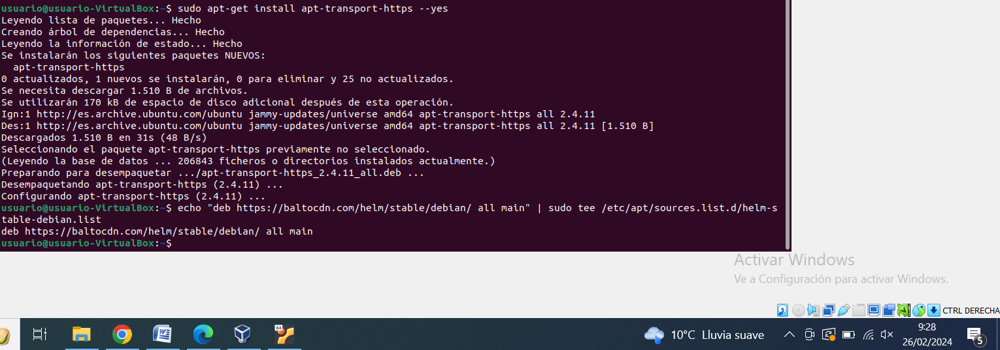 usuario@usuario-VirtualBox:~$ sudo apt-get install apt-transport-https --yes
Leyendo lista de paquetes... Hecho
Creando árbol de dependencias... Hecho
Leyendo la información de estado... Hecho
Se instalarán los siguientes paquetes NUEVOS:
  apt-transport-https
0 actualizados, 1 nuevos se instalarán, 0 para eliminar y 25 no actualizados.
Se necesita descargar 1.510 B de archivos.
Se utilizarán 170 kB de espacio de disco adicional después de esta operación.
Ign:1 http://es.archive.ubuntu.com/ubuntu jammy-updates/universe amd64 apt-transport-https all 2.4.11
Des:1 http://es.archive.ubuntu.com/ubuntu jammy-updates/universe amd64 apt-transport-https all 2.4.11 [1.510 B]
Descargados 1.510 B en 31s (48 B/s)
Seleccionando el paquete apt-transport-https previamente no seleccionado.
(Leyendo la base de datos ... 206843 ficheros o directorios instalados actualmente.)
Preparando para desempaquetar .../apt-transport-https_2.4.11_all.deb ...
Desempaquetando apt-transport-https (2.4.11) ...
Configurando apt-transport-https (2.4.11) ...
usuario@usuario-VirtualBox:~$ echo "deb https://baltocdn.com/helm/stable/debian/ all main" | sudo tee /etc/apt/sources.list.d/helm-s
table-debian.list
deb https://baltocdn.com/helm/stable/debian/ all main
usuario@usuario-VirtualBox:~$
Activar Windows
Ve a Configuración para activar Windows.
CTRL DERECHA
64
10°C Lluvia suave
9:28
26/02/2024
5